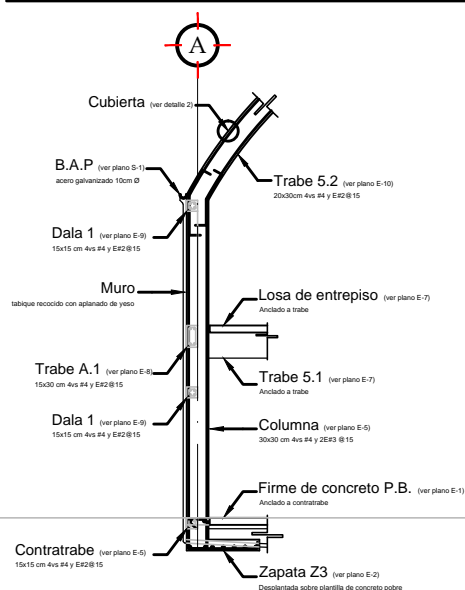 A
Cubierta (ver detalle 2)
B.A.P (ver plano S-1)
acero galvanizado 10cm Ø
Trabe 5.2 (ver plano E-10)
20x30cm 4vs #4 y E#2@15
Dala 1 (ver plano E-9)
15x15 cm 4vs #4 y E#2@15
Muro
tabique recocido con aplanado de yeso
Losa de entrepiso (ver plano E-7)
Anclado a trabe
Trabe A.1 (ver plano E-8)
15x30 cm 4vs #4 y E#2@15
Trabe 5.1 (ver plano E-7)
Anclado a trabe
Dala 1 (ver plano E-9)
15x15 cm 4vs #4 y E#2@15
Columna (ver plano E-5)
30x30 cm 4vs #4 y 2E#3 @15
Firme de concreto P.B. (ver plano E-1)
Anclado a contratrabe
Contratrabe (ver plano E-5)
15x15 cm 4vs #4 y E#2@15
Zapata Z3 (ver plano E-2)
Desplantada sobre plantilla de concreto pobre